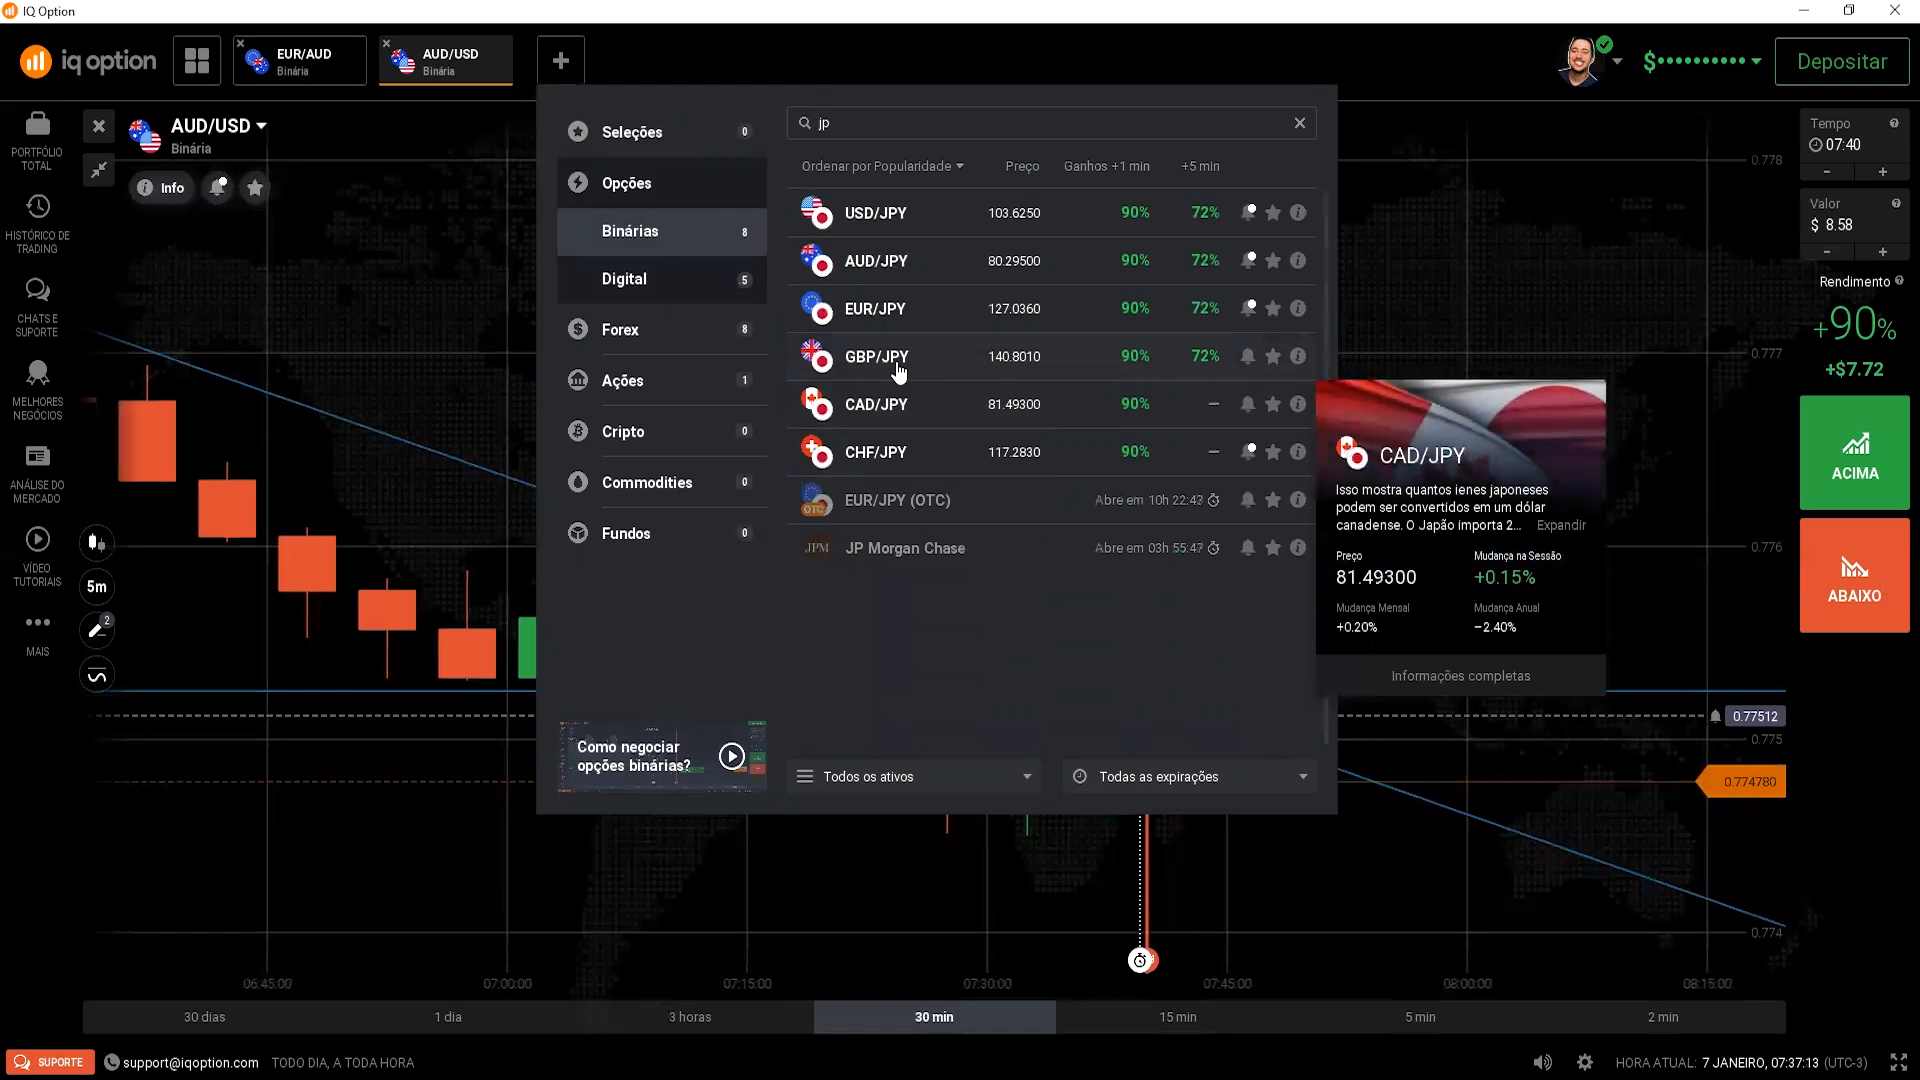 IQ Option
iq option
EUR/AUD
Binária
AUD/USD
Binária
$
Depositar
PORTFÓLIO
TOTAL
HISTÓRICO DE
TRADING
CHATS E
SUPORTE
MELHORES
NEGÓCIOS
ANÁLISE DO
MERCADO
VÍDEO
TUTORIAIS
MAIS
AUD/USD
Binária
Info
5m
2
Seleções 0
Opções
Binárias 8
Digital 5
Forex 8
Ações 1
Cripto 0
Commodities 0
Fundos 0
Como negociar
opções binárias?
jp
Ordenar por Popularidade Preço Ganhos +1 min +5 min
USD/JPY 103.6250 90% 72%
AUD/JPY 80.29500 90% 72%
EUR/JPY 127.0360 90% 72%
GBP/JPY 140.8010 90% 72%
CAD/JPY 81.49300 90% –
CHF/JPY 117.2830 90% –
OTC EUR/JPY (OTC) Abre em 10h 22:47
JPM JP Morgan Chase Abre em 03h 55:47
Todos os ativos
Todas as expirações
CAD/JPY
Isso mostra quantos ienes japoneses
podem ser convertidos em um dólar
canadense. O Japão importa 2... Expandir
Preço Mudança na Sessão
81.49300 +0.15%
Mudança Mensal Mudança Anual
+0.20% –2.40%
Informações completas
0.778
0.777
0.776
0.77512
0.775
0.774780
0.774
Tempo
07:40
- +
Valor
$ 8.58
- +
Rendimento
+90%
+$7.72
ACIMA
ABAIXO
06:45:00 07:00:00 07:15:00 07:30:00 07:45:00 08:00:00 08:15:00
30 dias 1 dia 3 horas 30 min 15 min 5 min 2 min
SUPORTE support@iqoption.com TODO DIA, A TODA HORA
HORA ATUAL: 7 JANEIRO, 07:37:13 (UTC-3)